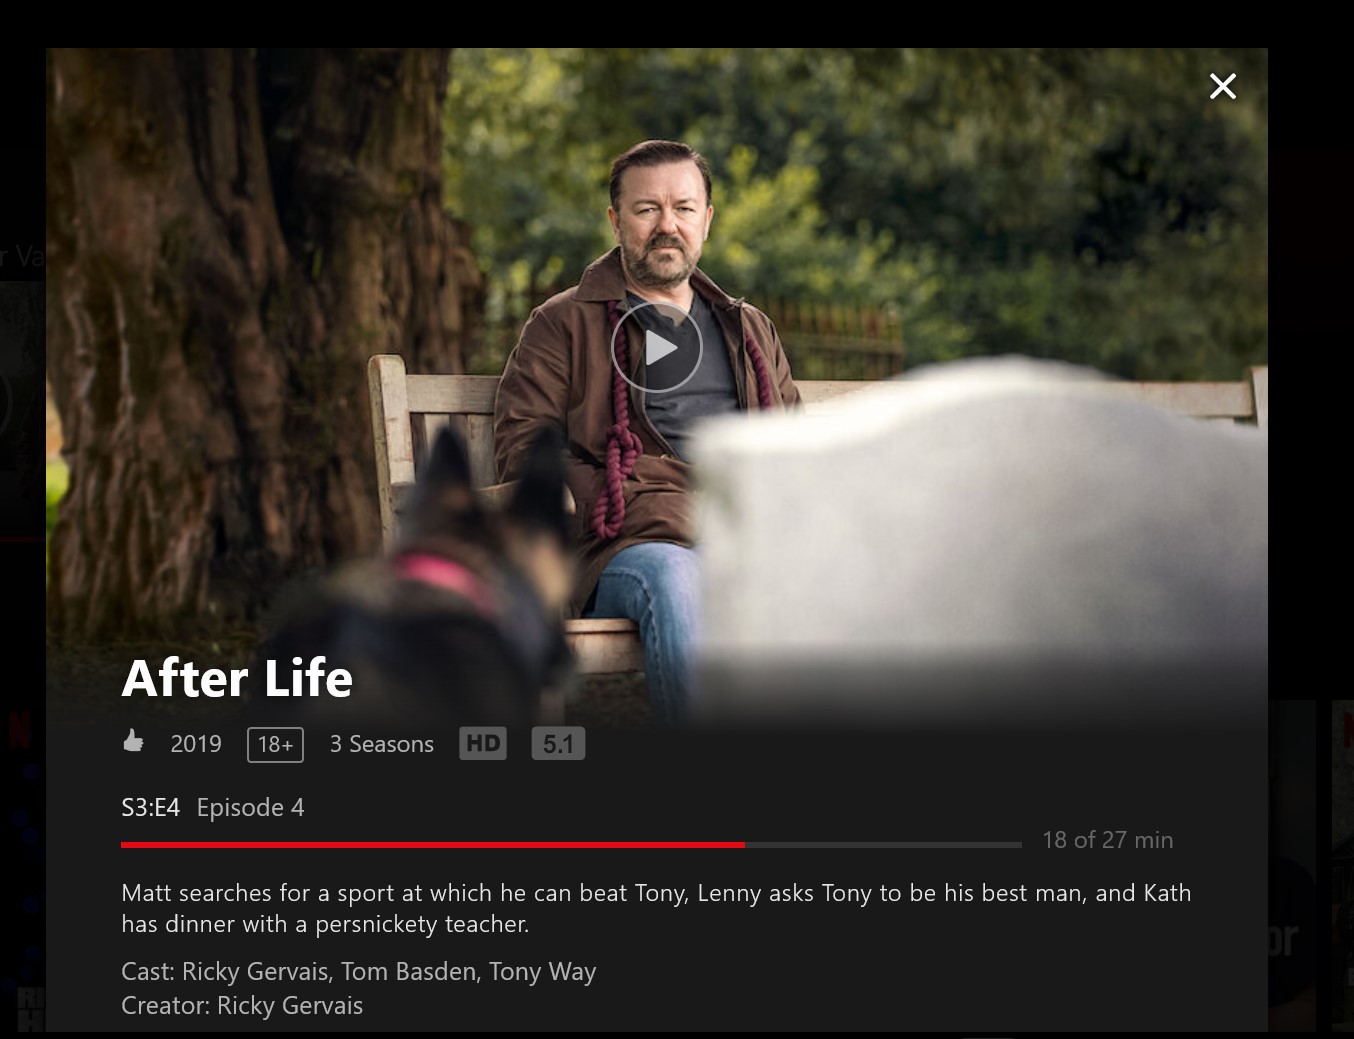 r Va
After Life
2019 18+ 3 Seasons HD 5.1
S3:E4 Episode 4
18 of 27 min
Matt searches for a sport at which he can beat Tony, Lenny asks Tony to be his best man, and Kath
has dinner with a persnickety teacher.
Cast: Ricky Gervais, Tom Basden, Tony Way
Creator: Ricky Gervais